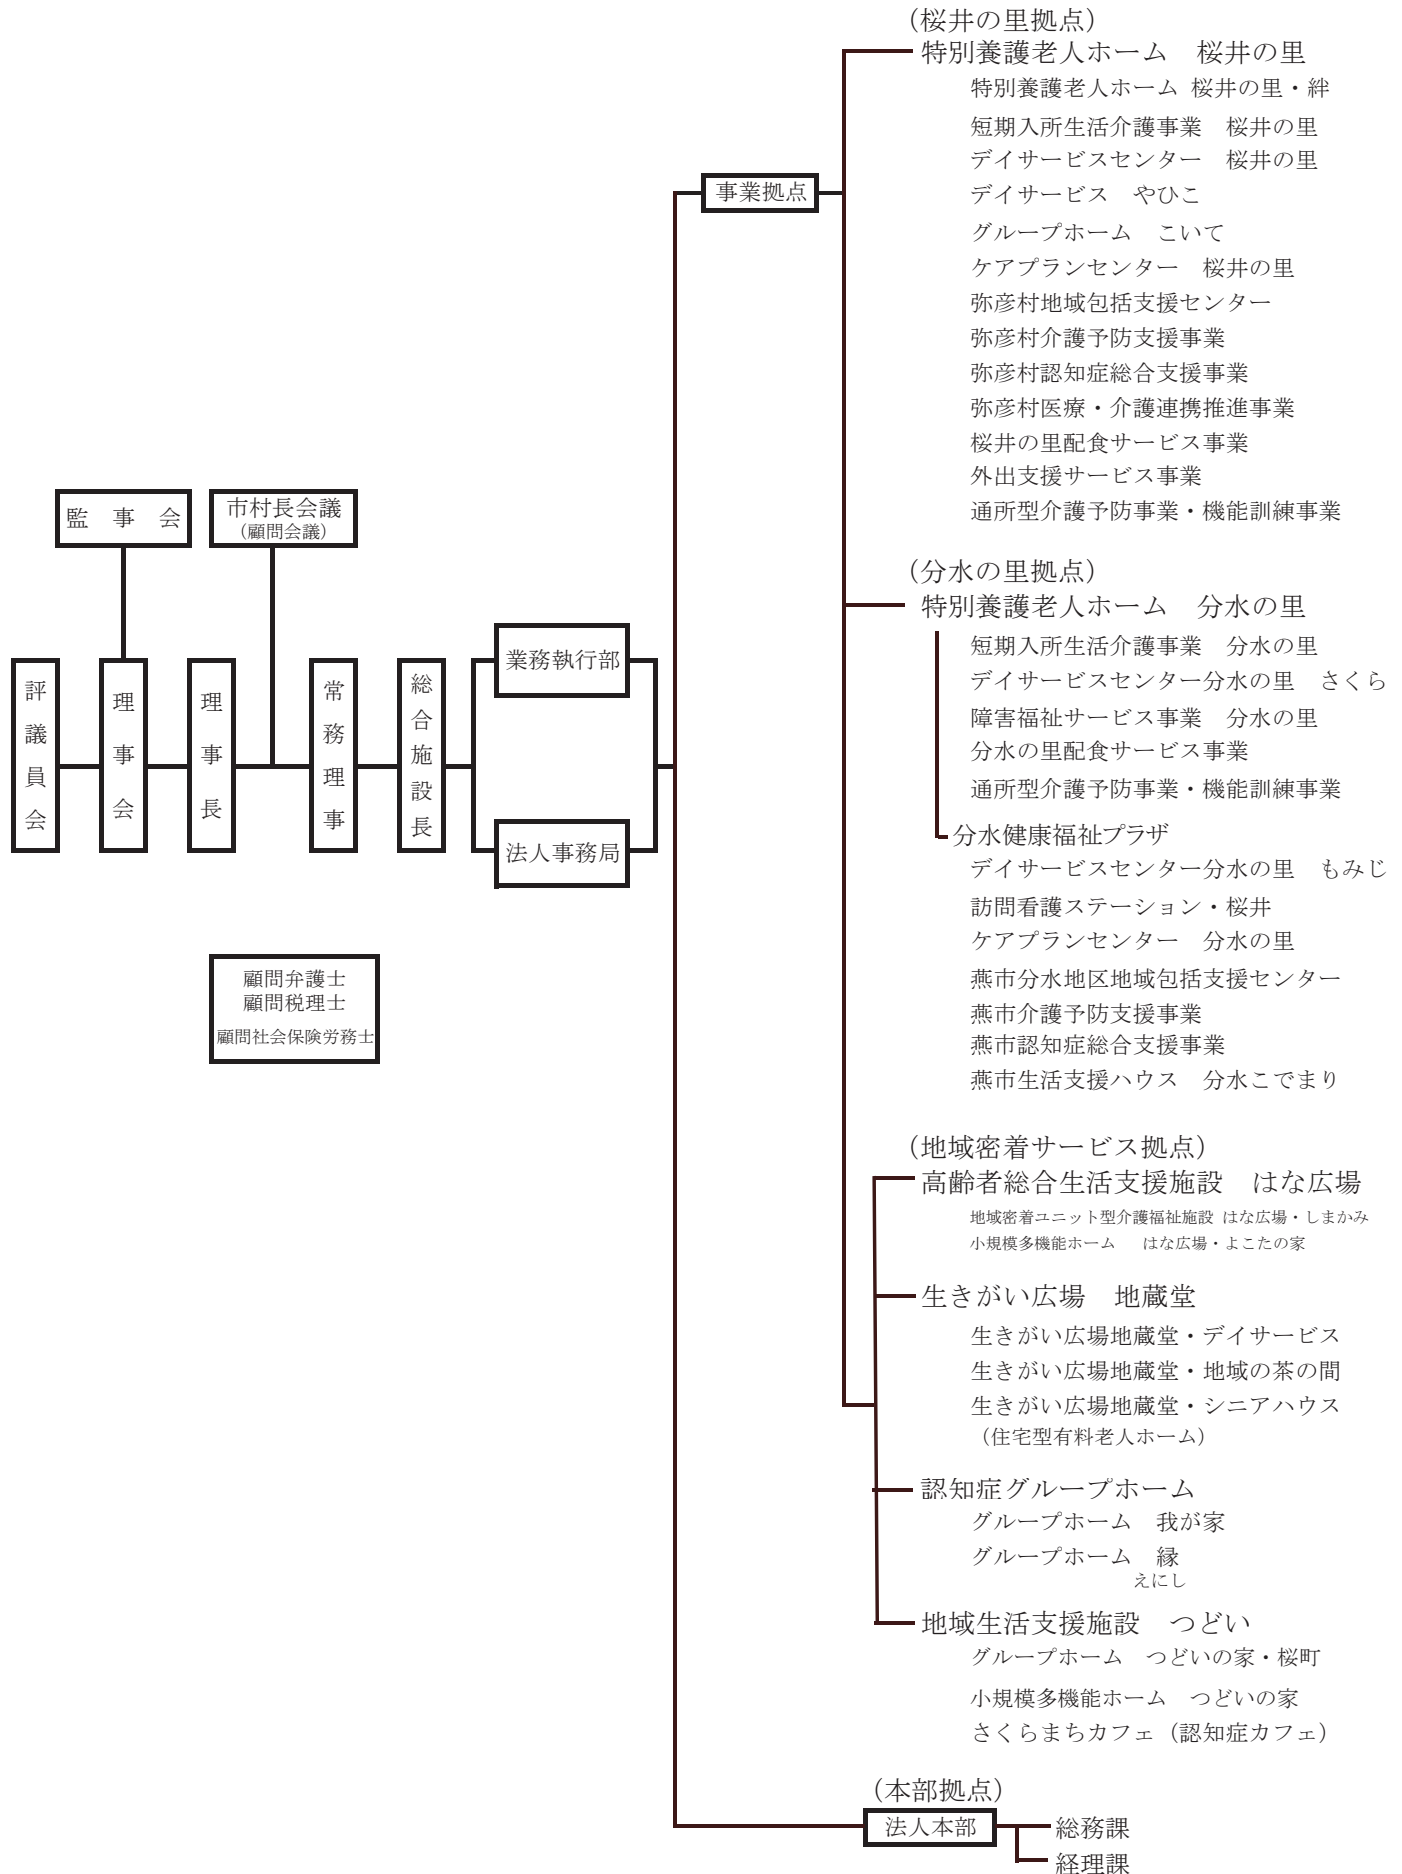 監　事　会
市村長会議
（顧問会議）
評議員会
理事会
理事長
常務理事
総合施設長
業務執行部
法人事務局
顧問弁護士
顧問税理士
顧問社会保険労務士
事業拠点
（桜井の里拠点）
特別養護老人ホーム　桜井の里
特別養護老人ホーム 桜井の里・絆
短期入所生活介護事業　桜井の里
デイサービスセンター　桜井の里
デイサービス　やひこ
グループホーム　こいて
ケアプランセンター　桜井の里
弥彦村地域包括支援センター
弥彦村介護予防支援事業
弥彦村認知症総合支援事業
弥彦村医療・介護連携推進事業
桜井の里配食サービス事業
外出支援サービス事業
通所型介護予防事業・機能訓練事業
（分水の里拠点）
特別養護老人ホーム　分水の里
短期入所生活介護事業　分水の里
デイサービスセンター分水の里　さくら
障害福祉サービス事業　分水の里
分水の里配食サービス事業
通所型介護予防事業・機能訓練事業
分水健康福祉プラザ
デイサービスセンター分水の里　もみじ
訪問看護ステーション・桜井
ケアプランセンター　分水の里
燕市分水地区地域包括支援センター
燕市介護予防支援事業
燕市認知症総合支援事業
燕市生活支援ハウス　分水こでまり
（地域密着サービス拠点）
高齢者総合生活支援施設　はな広場
地域密着ユニット型介護福祉施設 はな広場・しまかみ
小規模多機能ホーム　はな広場・よこたの家
生きがい広場　地蔵堂
生きがい広場地蔵堂・デイサービス
生きがい広場地蔵堂・地域の茶の間
生きがい広場地蔵堂・シニアハウス
（住宅型有料老人ホーム）
認知症グループホーム
グループホーム　我が家
グループホーム　縁
えにし
地域生活支援施設　つどい
グループホーム　つどいの家・桜町
小規模多機能ホーム　つどいの家
さくらまちカフェ（認知症カフェ）
（本部拠点）
法人本部
総務課
経理課